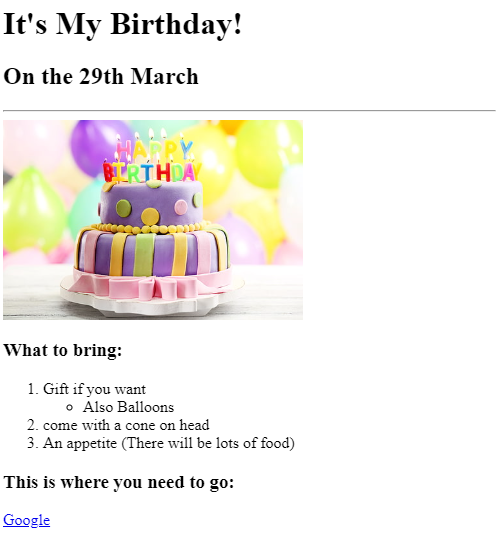 It's My Birthday!
On the 29th March
HAPPY
BIRTHDAY
What to bring:
1. Gift if you want
Also Balloons
2. come with a cone on head
3. An appetite (There will be lots of food)
This is where you need to go:
Google